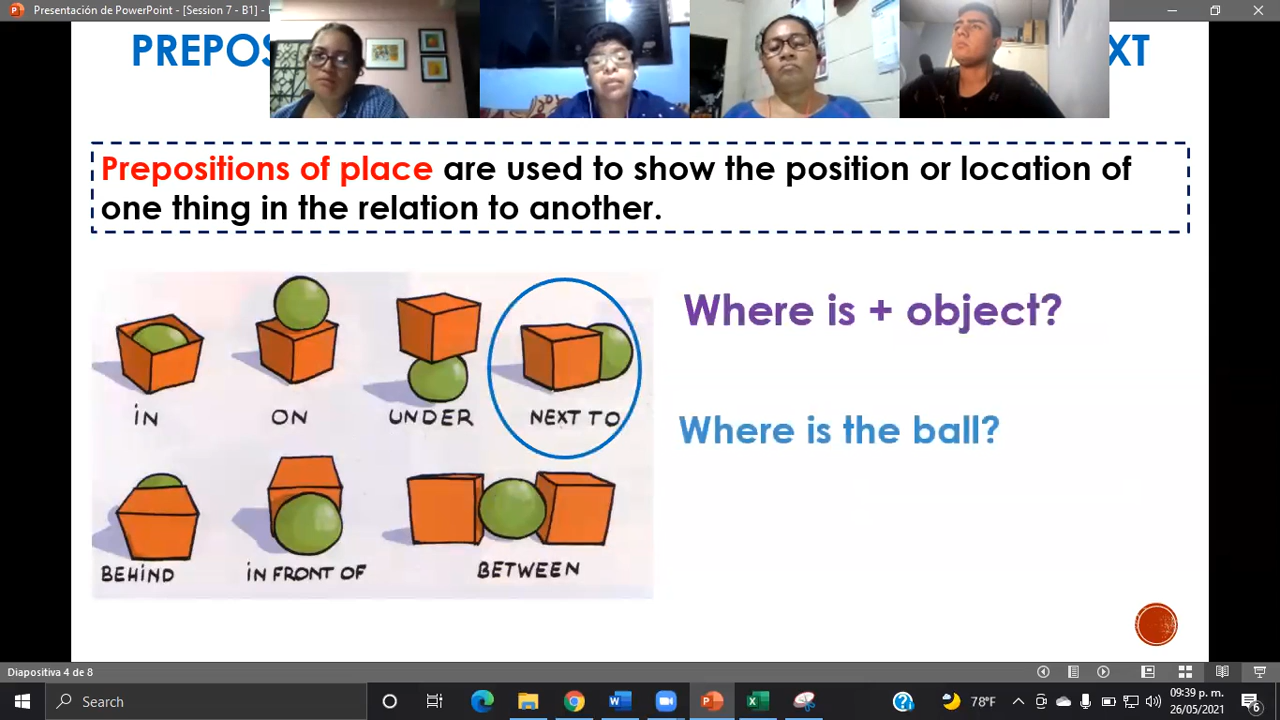 Presentación de PowerPoint - [Session 7 - B1] -
PREPOS
XT
Prepositions of place are used to show the position or location of
one thing in the relation to another.
Where is + object?
Where is the ball?
iN
ON
UNDER
NEXT TO
BEHiND
iN FRONT OF
BETWEEN
Diapositiva 4 de 8
Search
78°F
09:39 p. m.
26/05/2021
6